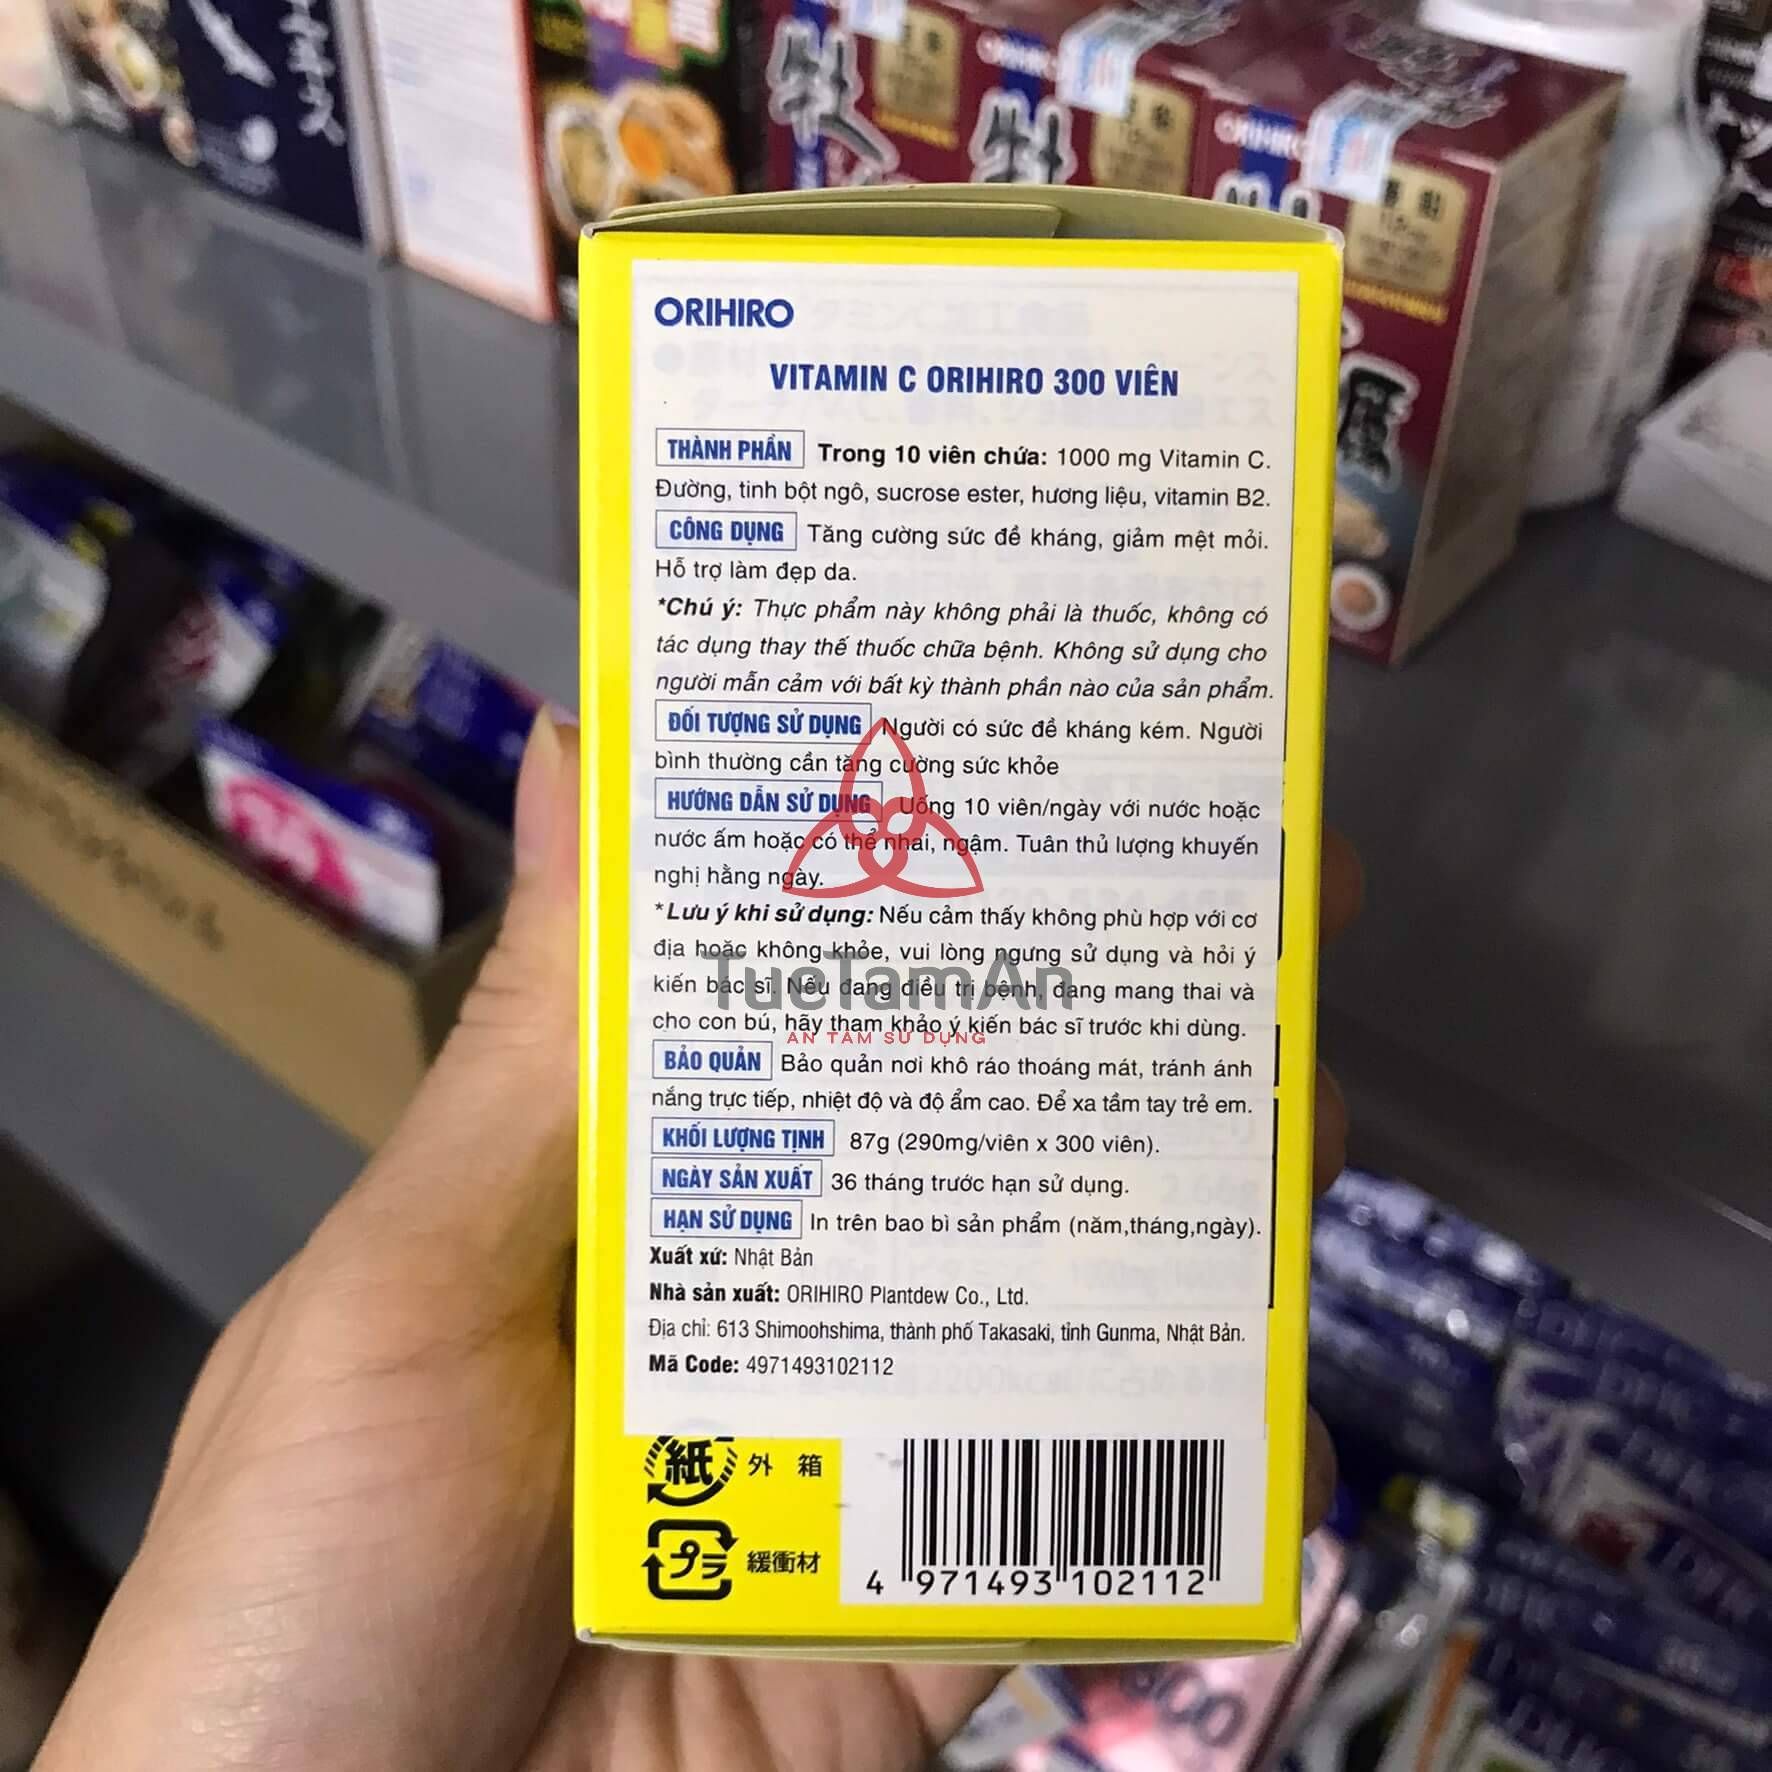 ORIHIRO
ORIHIRO
ORIHIRO
VITAMIN C ORIHIRO 300 VIÊN
THÀNH PHẦN Trong 10 viên chứa: 1000 mg Vitamin C.
Đường, tinh bột ngô, sucrose ester, hương liệu, vitamin B2.
CÔNG DỤNG Tăng cường sức đề kháng, giảm mệt mỏi.
Hỗ trợ làm đẹp da.
*Chú ý: Thực phẩm này không phải là thuốc, không có
tác dụng thay thế thuốc chữa bệnh. Không sử dụng cho
người mẫn cảm với bất kỳ thành phần nào của sản phẩm.
ĐỐI TƯỢNG SỬ DỤNG Người có sức đề kháng kém. Người
bình thường cần tăng cường sức khỏe
HƯỚNG DẪN SỬ DỤNG Uống 10 viên/ngày với nước hoặc
nước ấm hoặc có thể nhai, ngậm. Tuân thủ lượng khuyến
nghị hằng ngày.
*Lưu ý khi sử dụng: Nếu cảm thấy không phù hợp với cơ
địa hoặc không khỏe, vui lòng ngưng sử dụng và hỏi ý
kiến bác sĩ. Nếu đang điều trị bệnh, đang mang thai và
cho con bú, hãy tham khảo ý kiến bác sĩ trước khi dùng.
TueTamAn
AN TÂM SỬ DỤNG
BẢO QUẢN Bảo quản nơi khô ráo thoáng mát, tránh ánh
nắng trực tiếp, nhiệt độ và độ ẩm cao. Để xa tầm tay trẻ em.
KHỐI LƯỢNG TỊNH 87g (290mg/viên x 300 viên).
NGÀY SẢN XUẤT 36 tháng trước hạn sử dụng.
HẠN SỬ DỤNG In trên bao bì sản phẩm (năm,tháng,ngày).
Xuất xứ: Nhật Bản
Nhà sản xuất: ORIHIRO Plantdew Co., Ltd.
Địa chỉ: 613 Shimoohshima, thành phố Takasaki, tỉnh Gunma, Nhật Bản.
Mã Code: 4971493102112
紙 外箱
プラ 緩衝材
4 971493 102112